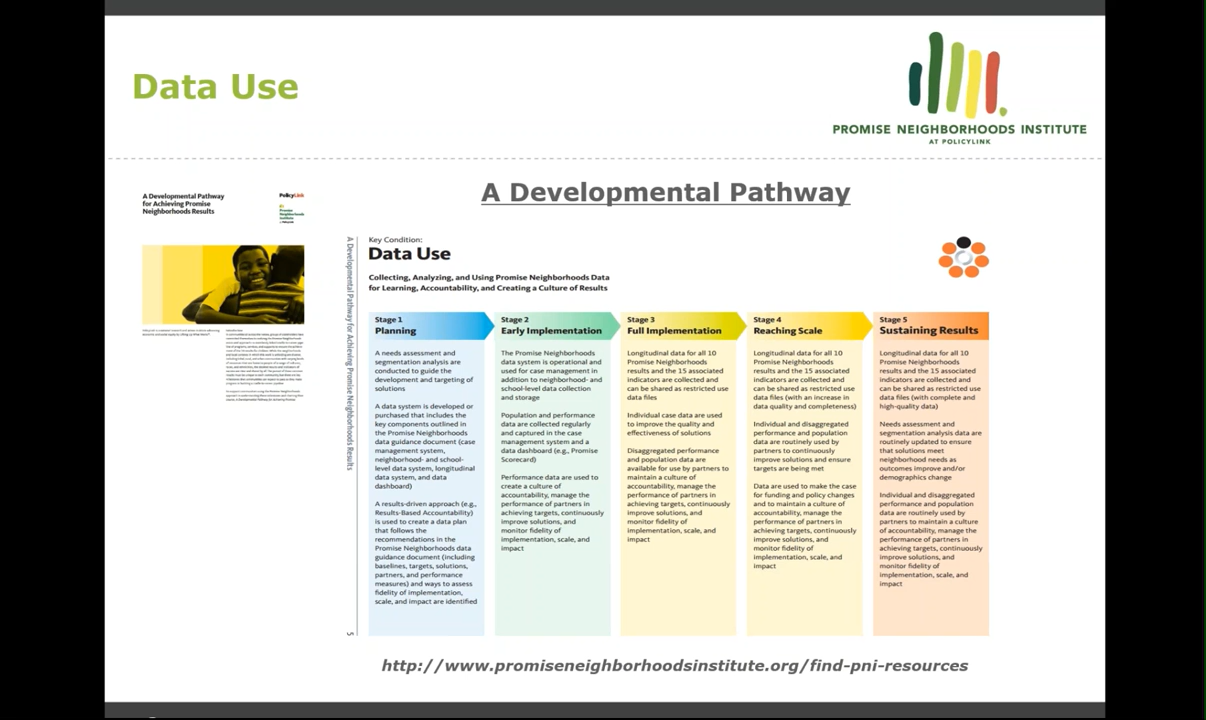 Data Use
PROMISE NEIGHBORHOODS INSTITUTE
AT POLICYLINK
A Developmental Pathway
for Achieving Promise
Neighborhoods Results
PolicyLink
Promise
Neighborhoods
Institute
A Developmental Pathway
A Developmental Pathway for Achieving Promise Neighborhoods Results
5
Key Condition:
Data Use
Collecting, Analyzing, and Using Promise Neighborhoods Data
for Learning, Accountability, and Creating a Culture of Results
Stage 1
Planning
A needs assessment and
segmentation analysis are
conducted to guide the
development and targeting of
solutions
A data system is developed or
purchased that includes the
key components outlined in
the Promise Neighborhoods
data guidance document (case
management system,
neighborhood- and school-
level data system, longitudinal
data system, and data
dashboard)
A results-driven approach (e.g.,
Results-Based Accountability)
is used to create a data plan
that follows the
recommendations in the
Promise Neighborhoods data
guidance document (including
baselines, targets, solutions,
partners, and performance
measures) and ways to assess
fidelity of implementation,
scale, and impact are identified
Stage 2
Early Implementation
The Promise Neighborhoods
data system is operational and
used for case management in
addition to neighborhood- and
school-level data collection
and storage
Population and performance
data are collected regularly
and captured in the case
management system and a
data dashboard (e.g., Promise
Scorecard)
Performance data are used to
create a culture of
accountability, manage the
performance of partners in
achieving targets, continuously
improve solutions, and
monitor fidelity of
implementation, scale, and
impact
Stage 3
Full Implementation
Longitudinal data for all 10
Promise Neighborhoods
results and the 15 associated
indicators are collected and
can be shared as restricted use
data files
Individual case data are used
to improve the quality and
effectiveness of solutions
Disaggregated performance
and population data are
available for use by partners to
maintain a culture of
accountability, manage the
performance of partners in
achieving targets, continuously
improve solutions, and
monitor fidelity of
implementation, scale, and
impact
Stage 4
Reaching Scale
Longitudinal data for all 10
Promise Neighborhoods
results and the 15 associated
indicators are collected and
can be shared as restricted use
data files (with an increase in
data quality and completeness)
Individual and disaggregated
performance and population
data are routinely used by
partners to continuously
improve solutions and ensure
targets are being met
Data are used to make the case
for funding and policy changes
and to maintain a culture of
accountability, manage the
performance of partners in
achieving targets, continuously
improve solutions, and
monitor fidelity of
implementation, scale, and
impact
Stage 5
Sustaining Results
Longitudinal data for all 10
Promise Neighborhoods
results and the 15 associated
indicators are collected and
can be shared as restricted use
data files (with complete and
high-quality data)
Needs assessment and
segmentation analysis data are
routinely updated to ensure
that solutions meet
neighborhood needs as
outcomes improve and/or
demographics change
Individual and disaggregated
performance and population
data are routinely used by
partners to maintain a culture
of accountability, manage the
performance of partners in
achieving targets, continuously
improve solutions, and
monitor fidelity of
implementation, scale, and
impact
http://www.promiseneighborhoodsinstitute.org/find-pni-resources